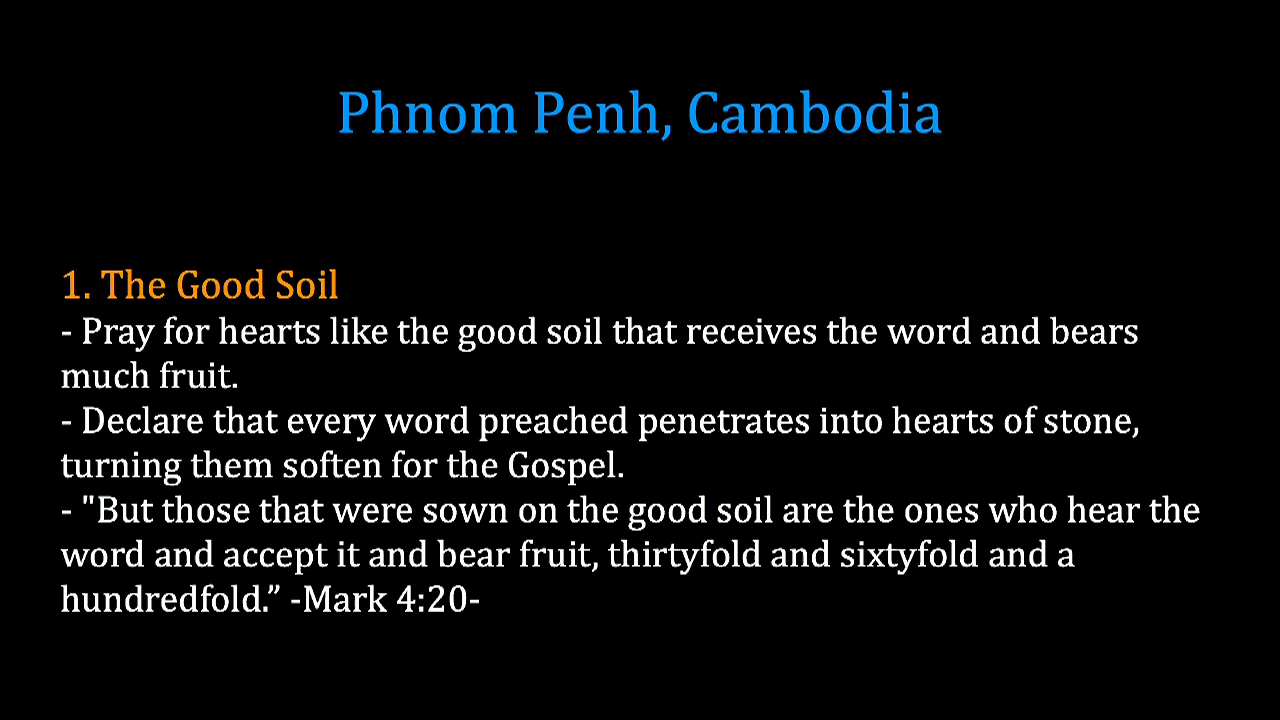 Phnom Penh, Cambodia
1. The Good Soil
- Pray for hearts like the good soil that receives the word and bears
much fruit.
- Declare that every word preached penetrates into hearts of stone,
turning them soften for the Gospel.
- "But those that were sown on the good soil are the ones who hear the
word and accept it and bear fruit, thirtyfold and sixtyfold and a
hundredfold.” -Mark 4:20-